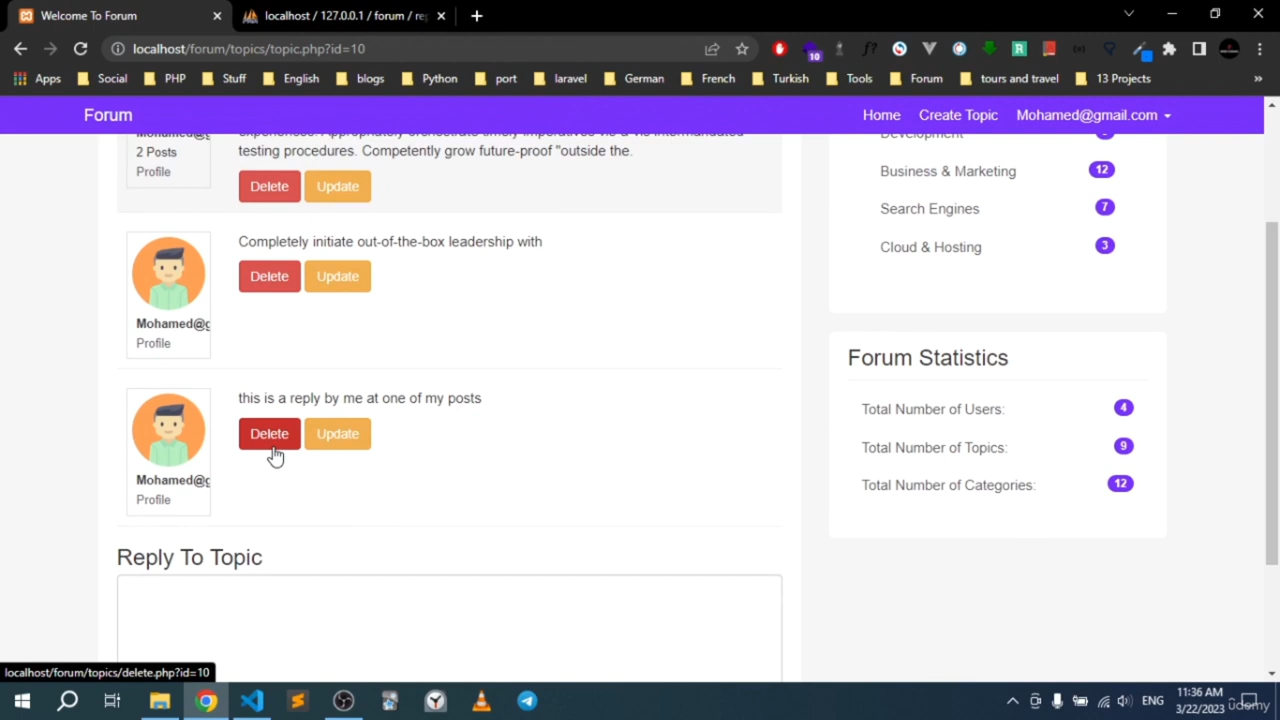 Welcome To Forum
localhost / 127.0.0.1 / forum / re
localhost/forum/topics/topic.php?id=10
10
Apps Social PHP Stuff English blogs Python port laravel German French Turkish Tools Forum tours and travel 13 Projects »
Forum Home Create Topic Mohamed@gmail.com
testing procedures. Competently grow future-proof "outside the.
2 Posts
Profile
Delete Update
Completely initiate out-of-the-box leadership with
Delete Update
Mohamed@g
Profile
this is a reply by me at one of my posts
Delete Update
Mohamed@g
Profile
Reply To Topic
Development
Business & Marketing 12
Search Engines 7
Cloud & Hosting 3
Forum Statistics
Total Number of Users: 4
Total Number of Topics: 9
Total Number of Categories: 12
localhost/forum/topics/delete.php?id=10
ENG
11:36 AM
3/22/2023
udemy